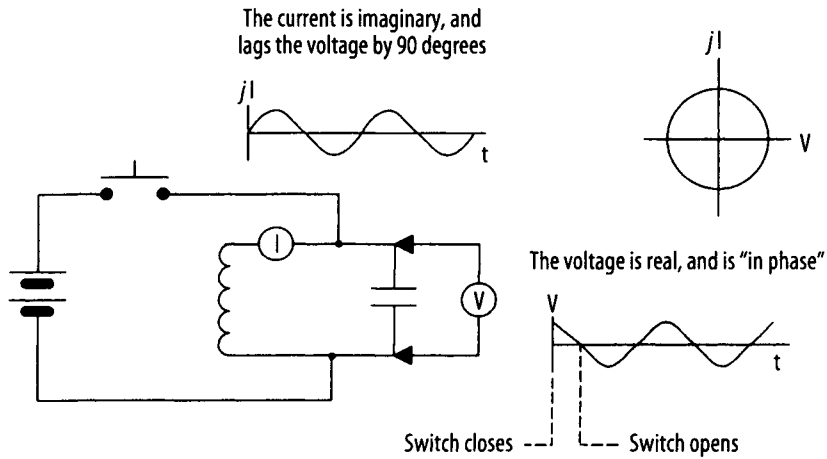 The current is imaginary, and
lags the voltage by 90 degrees
jI
t
jI
V
I
V
The voltage is real, and is “in phase”
V
t
Switch closes
Switch opens